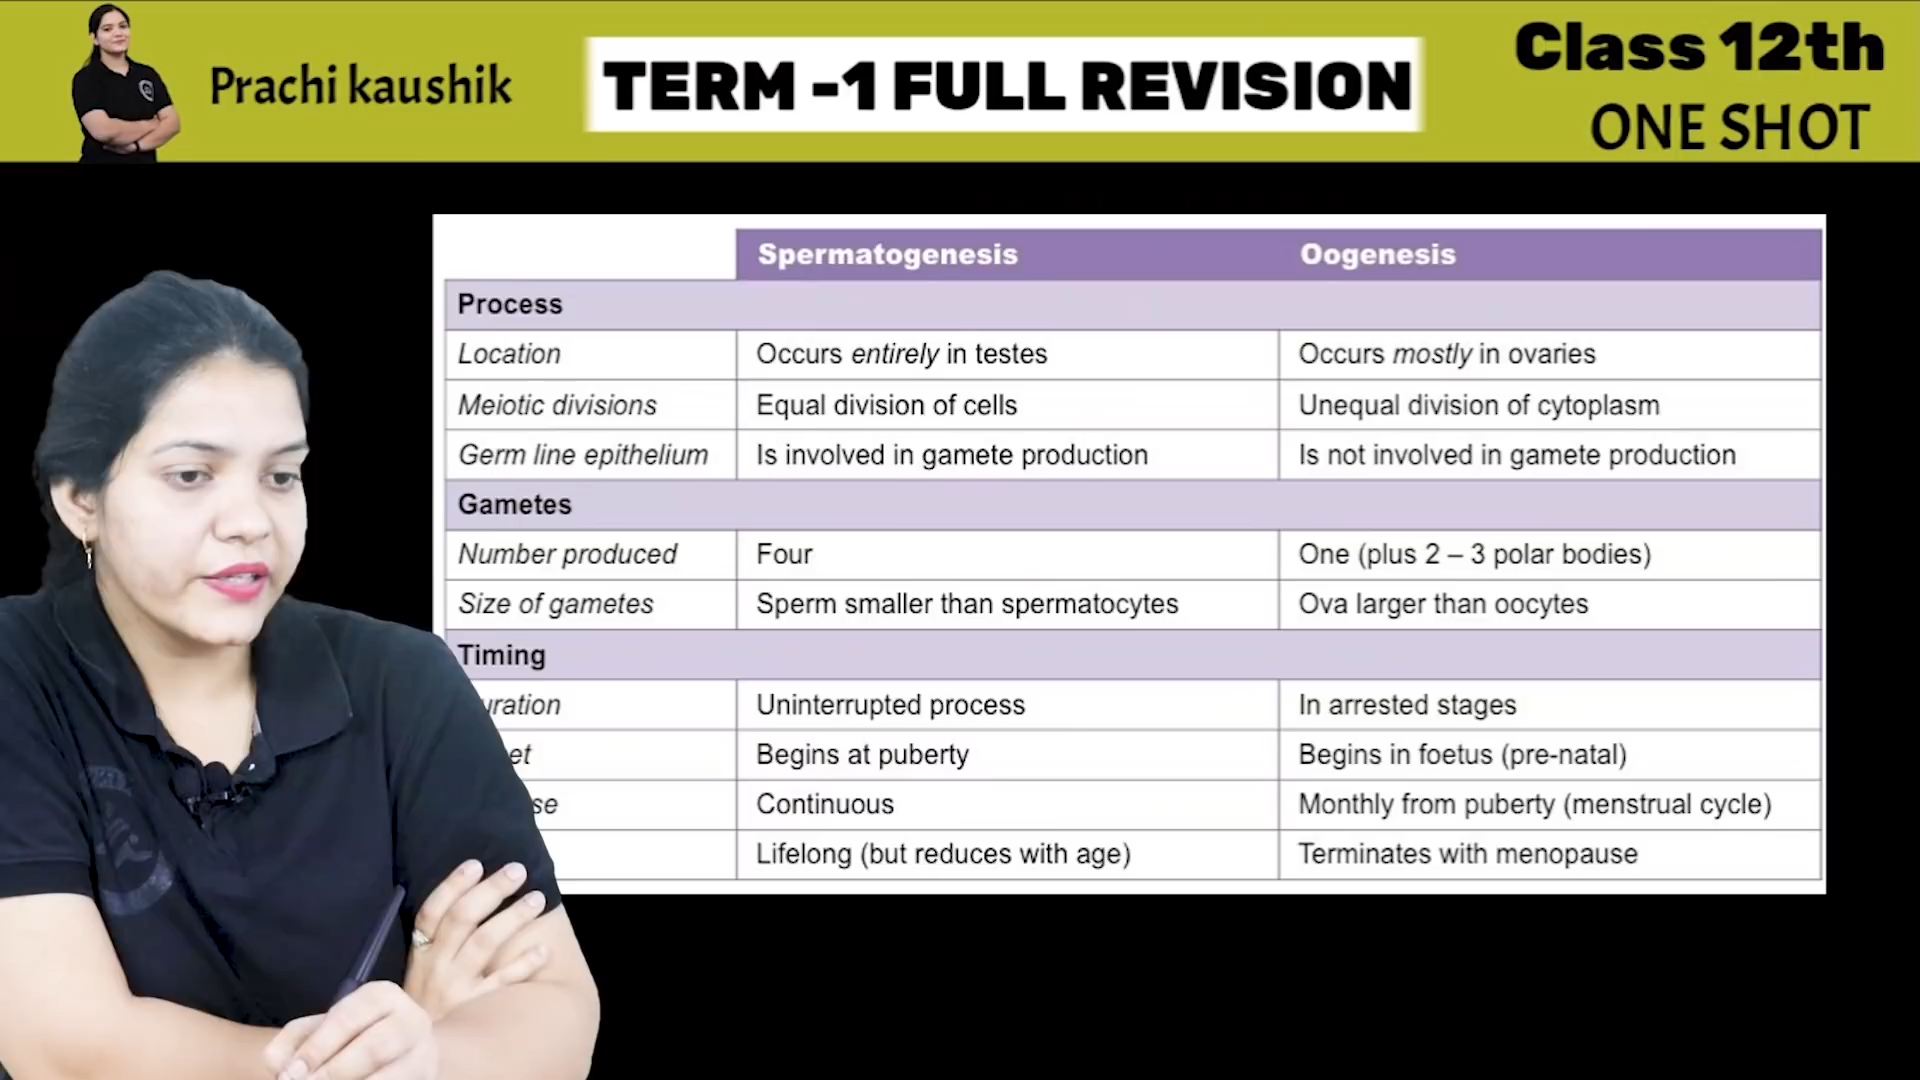 Prachi kaushik
TERM -1 FULL REVISION
Class 12th
ONE SHOT
Spermatogenesis Oogenesis
Process
Location Occurs entirely in testes Occurs mostly in ovaries
Meiotic divisions Equal division of cells Unequal division of cytoplasm
Germ line epithelium Is involved in gamete production Is not involved in gamete production
Gametes
Number produced Four One (plus 2 – 3 polar bodies)
Size of gametes Sperm smaller than spermatocytes Ova larger than oocytes
Timing
uration Uninterrupted process In arrested stages
et Begins at puberty Begins in foetus (pre-natal)
se Continuous Monthly from puberty (menstrual cycle)
Lifelong (but reduces with age) Terminates with menopause